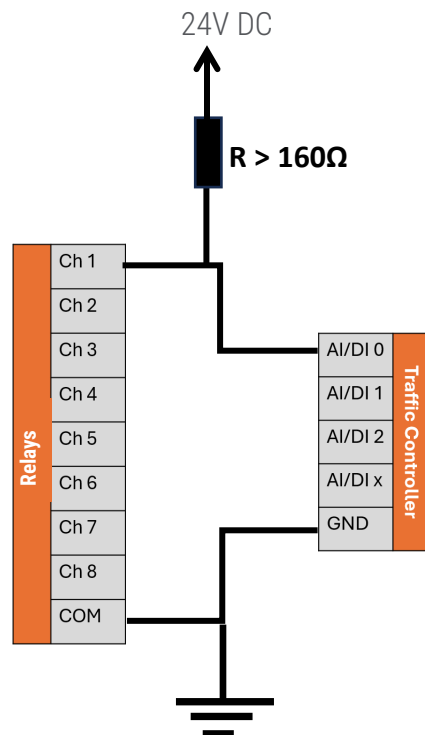 24V DC
R > 160Ω
Relays
Ch 1
Ch 2
Ch 3
Ch 4
Ch 5
Ch 6
Ch 7
Ch 8
COM
AI/DI 0
AI/DI 1
AI/DI 2
AI/DI x
GND
Traffic Controller